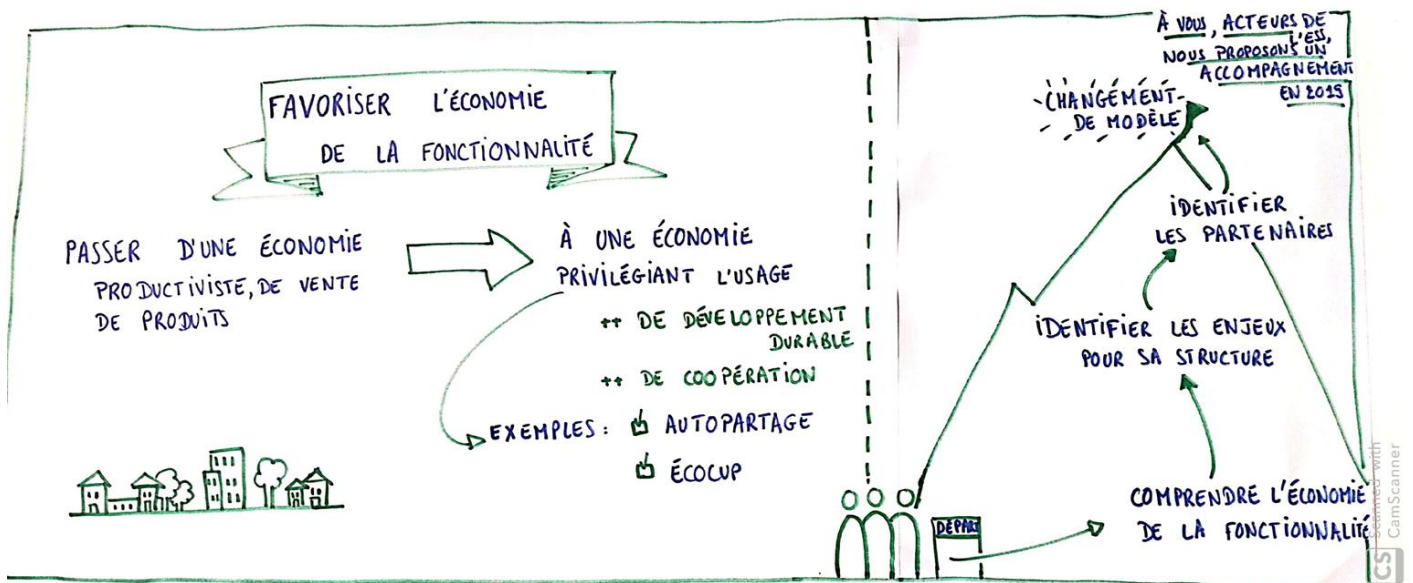 FAVORISER L'ÉCONOMIE
DE LA FONCTIONNALITÉ
PASSER D'UNE ÉCONOMIE
PRODUCTIVISTE, DE VENTE
DE PRODUITS
À UNE ÉCONOMIE
PRIVILÉGIANT L'USAGE
++ DE DÉVELOPPEMENT
DURABLE
++ DE COOPÉRATION
EXEMPLES :
AUTOPARTAGE
ÉCOCUP
À VOUS, ACTEURS DE
L'ESS,
NOUS PROPOSONS UN
ACCOMPAGNEMENT
EN 2019
CHANGEMENT
DE MODÈLE
IDENTIFIER
LES PARTENAIRES
IDENTIFIER LES ENJEUX
POUR SA STRUCTURE
COMPRENDRE L'ÉCONOMIE
DE LA FONCTIONNALITÉ
DÉPART
CS Scanned with
CamScanner